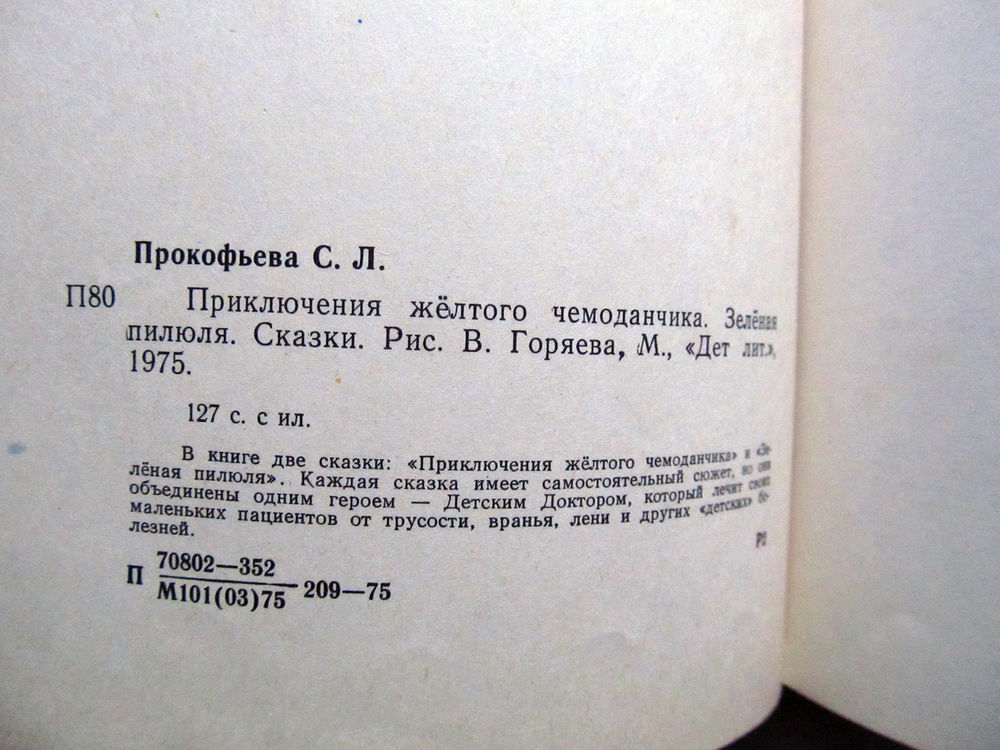 Прокофьева С. Л.
П80 Приключения жёлтого чемоданчика. Зелёная
пилюля. Сказки. Рис. В. Горяева, М., «Дет лит.»,
1975.
127 с. с ил.
В книге две сказки: «Приключения жёлтого чемоданчика» и «Зе-
лёная пилюля». Каждая сказка имеет самостоятельный сюжет, но они
объединены одним героем — Детским Доктором, который лечит своих
маленьких пациентов от трусости, вранья, лени и других «детских» бо-
лезней.
Р2
П 70802—352
М101(03)75 209—75